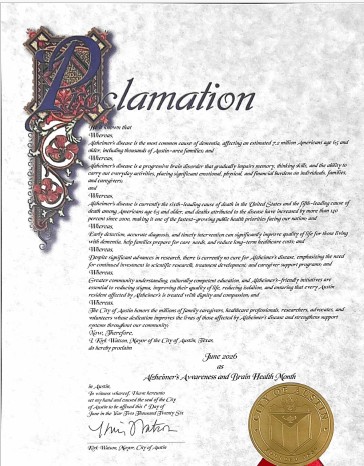 Proclamation
Be it known that
Whereas,
Alzheimer's disease is the most common cause of dementia, affecting an estimated 7.2 million Americans age 65 and
older, including thousands of Austin-area families; and
Whereas,
Alzheimer's disease is a progressive brain disorder that gradually impairs memory, thinking skills, and the ability to
carry out everyday activities, placing significant emotional, physical, and financial burdens on individuals, families,
and caregivers;
and
Whereas,
Alzheimer's disease is currently the sixth-leading cause of death in the United States and the fifth-leading cause of
death among Americans age 65 and older, and deaths attributed to the disease have increased by more than 140
percent since 2000, making it one of the fastest-growing public health priorities facing our nation; and
Whereas,
Early detection, accurate diagnosis, and timely intervention can significantly improve quality of life for those living
with dementia, help families prepare for care needs, and reduce long-term healthcare costs; and
Whereas,
Despite significant advances in research, there is currently no cure for Alzheimer's disease, emphasizing the need
for continued investment in scientific research, treatment development, and caregiver support programs; and
Whereas,
Greater community understanding, culturally competent education, and Alzheimer's-friendly initiatives are
essential to reducing stigma, improving quality of life, reducing isolation, and ensuring that every Austin
resident affected by Alzheimer's is treated with dignity and compassion; and
Whereas,
The City of Austin honors the millions of family caregivers, healthcare professionals, researchers, advocates, and
volunteers whose dedication improves the lives of those affected by Alzheimer's disease and strengthens support
systems throughout our community;
Now, Therefore,
I, Kirk Watson, Mayor of the City of Austin, Texas,
do hereby proclaim
June 2026
as
Alzheimer's Awareness and Brain Health Month
in Austin.
In witness whereof, I have hereunto
set my hand and caused the seal of the City
of Austin to be affixed this 1st Day of
June in the Year Two Thousand Twenty Six
Kirk Watson
Kirk Watson, Mayor, City of Austin